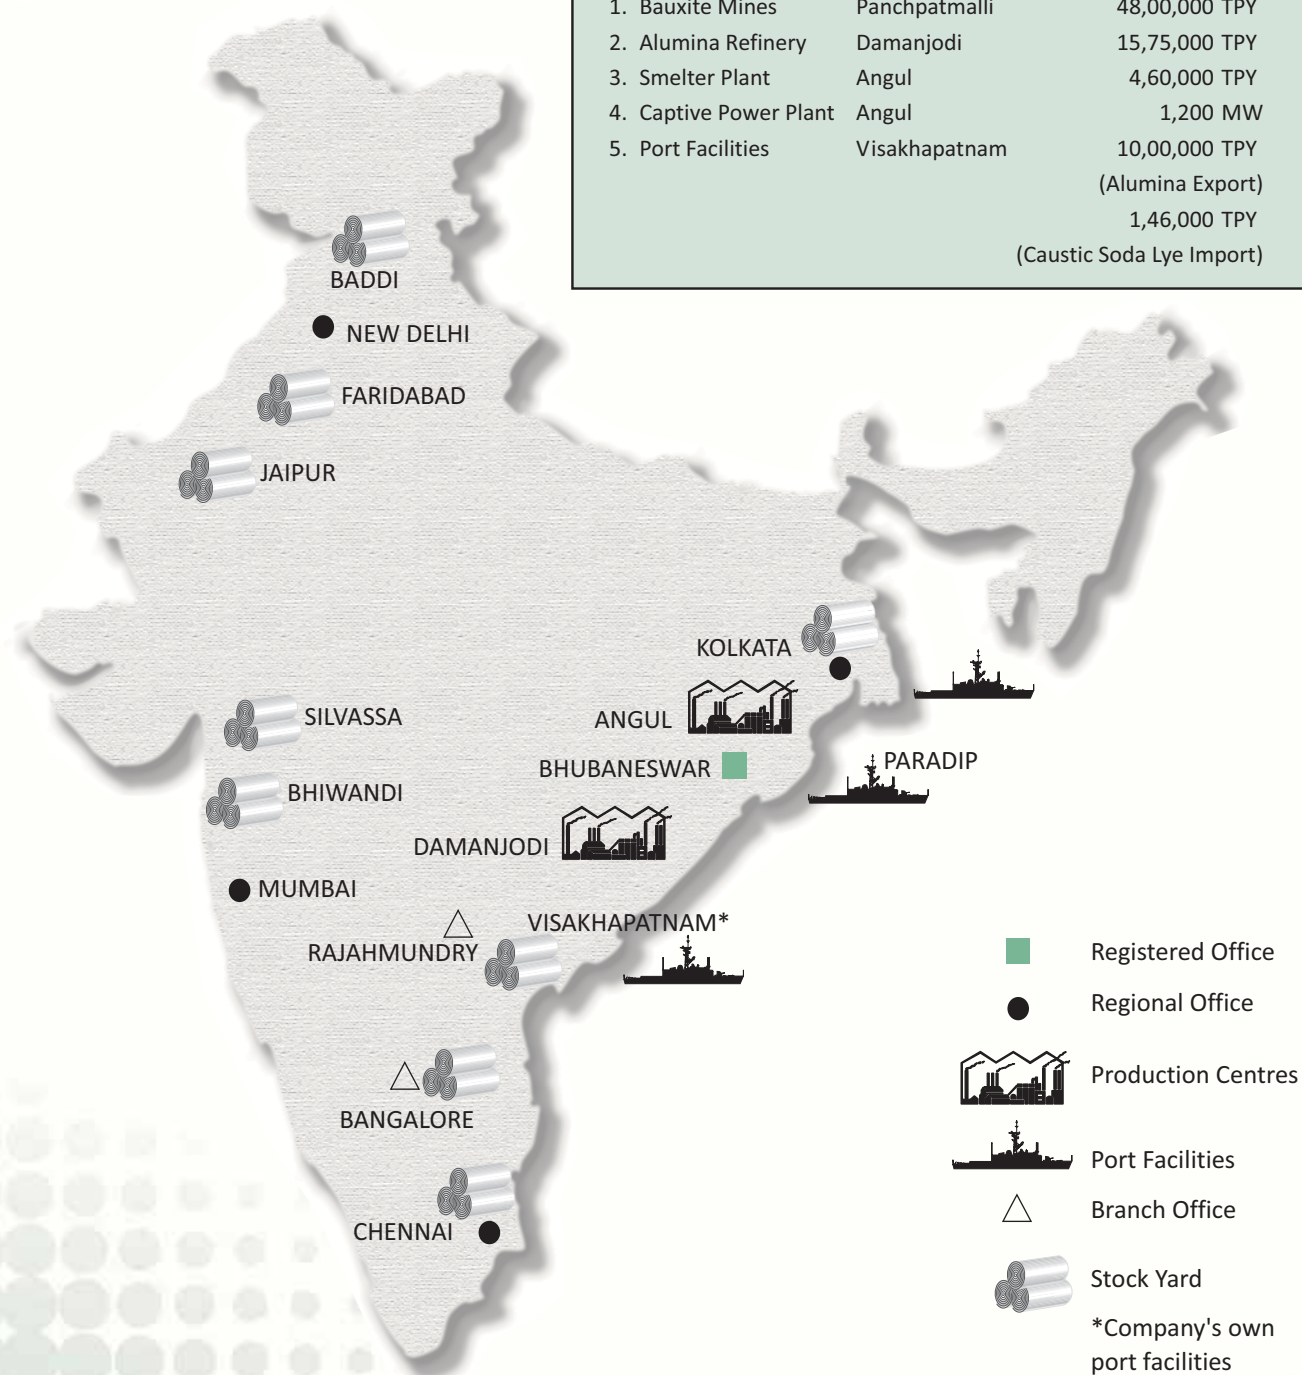 1. Bauxite Mines Panchpatmalli 48,00,000 TPY
2. Alumina Refinery Damanjodi 15,75,000 TPY
3. Smelter Plant Angul 4,60,000 TPY
4. Captive Power Plant Angul 1,200 MW
5. Port Facilities Visakhapatnam 10,00,000 TPY
(Alumina Export)
1,46,000 TPY
(Caustic Soda Lye Import)
BADDI
NEW DELHI
FARIDABAD
JAIPUR
KOLKATA
SILVASSA
ANGUL
BHUBANESWAR
PARADIP
BHIWANDI
DAMANJODI
MUMBAI
VISAKHAPATNAM*
RAJAHMUNDRY
BANGALORE
CHENNAI
Registered Office
Regional Office
Production Centres
Port Facilities
Branch Office
Stock Yard
*Company's own
port facilities